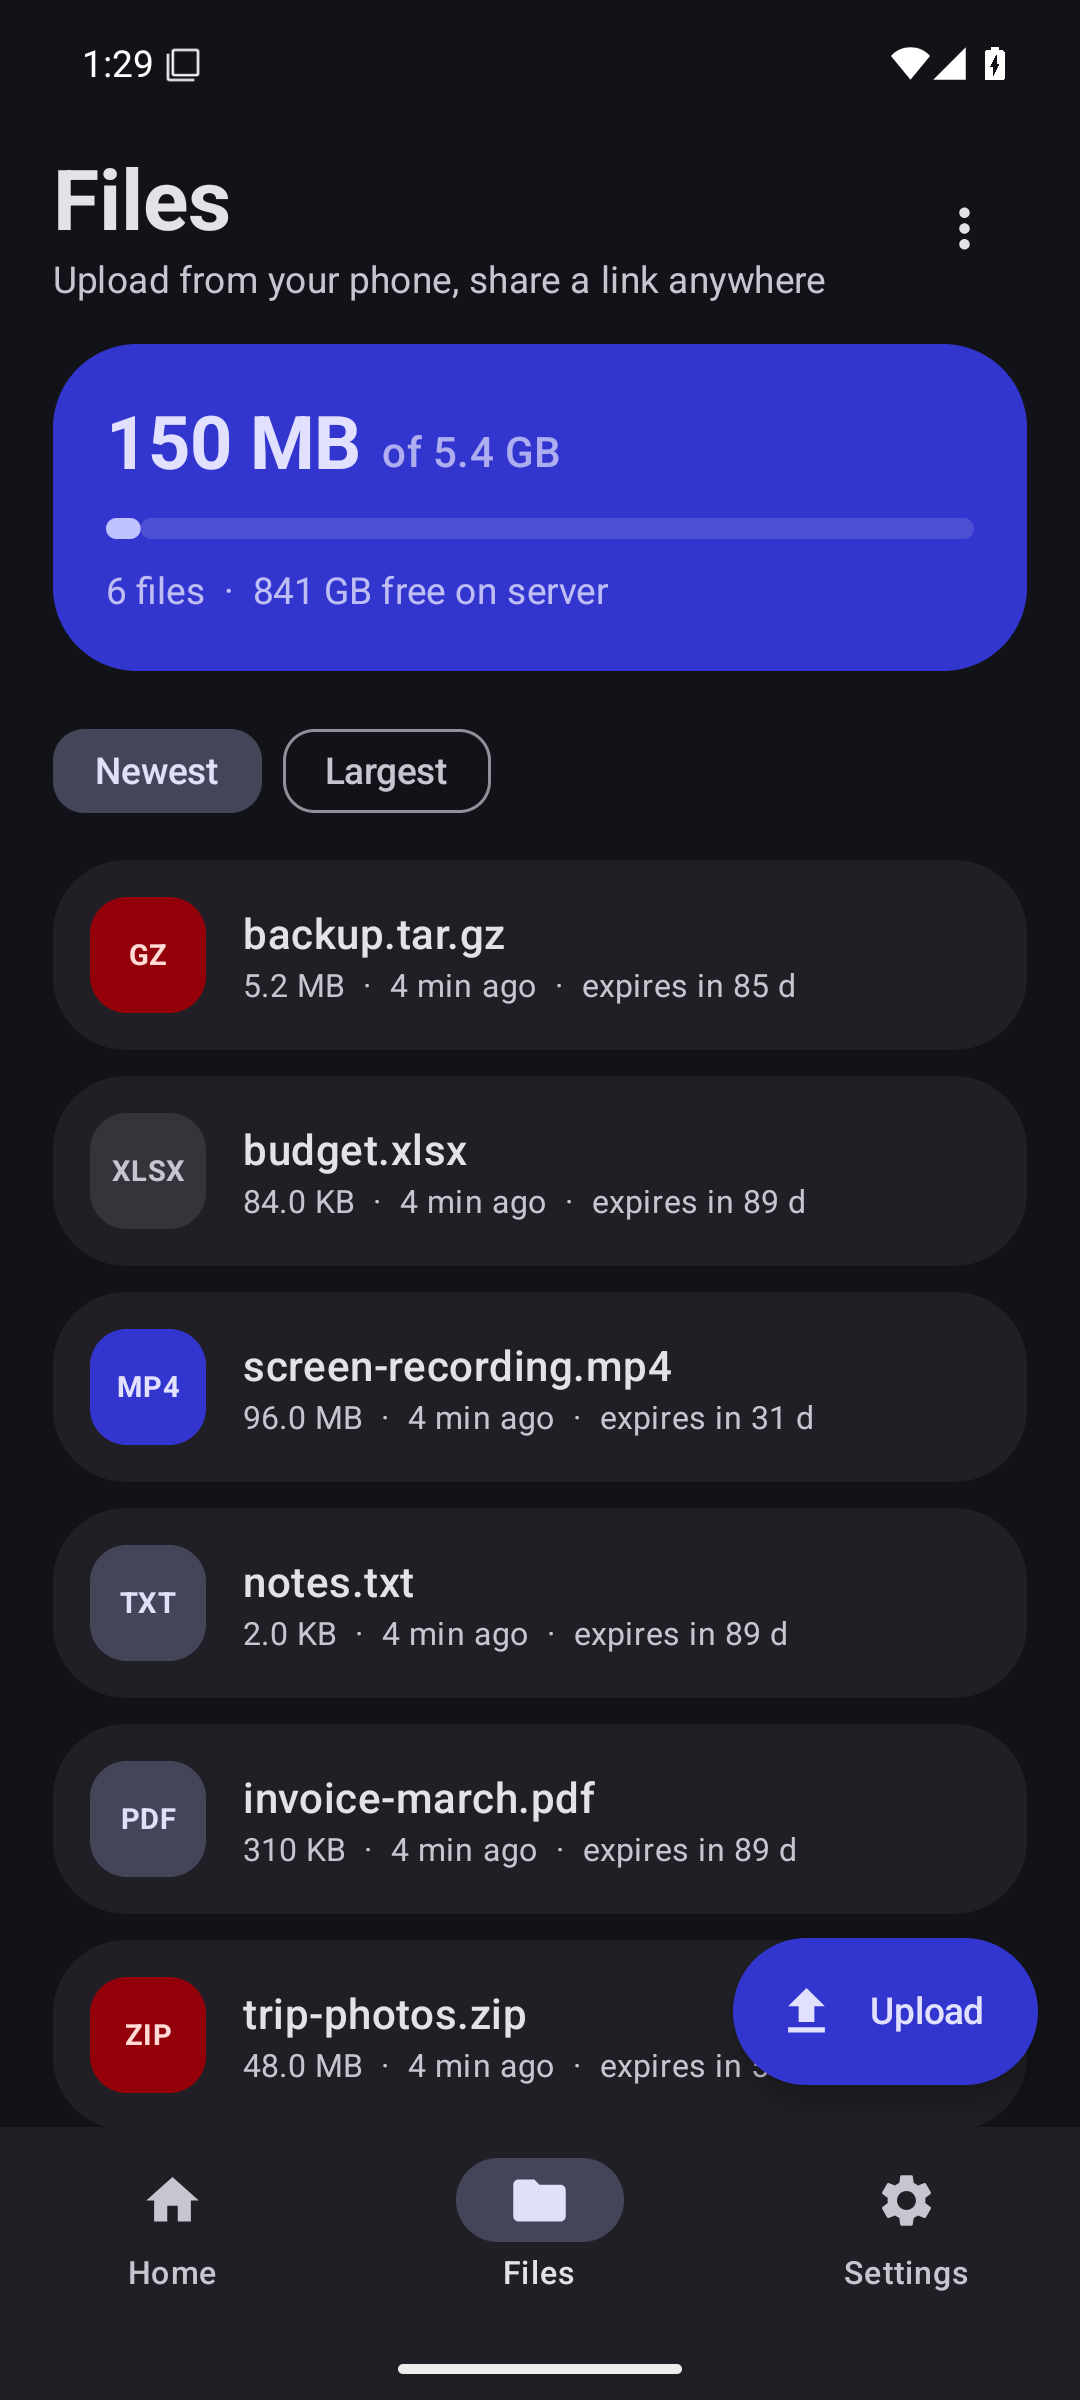 1:29
Files
Upload from your phone, share a link anywhere
150 MB of 5.4 GB
6 files · 841 GB free on server
Newest
Largest
GZ
backup.tar.gz
5.2 MB · 4 min ago · expires in 85 d
XLSX
budget.xlsx
84.0 KB · 4 min ago · expires in 89 d
MP4
screen-recording.mp4
96.0 MB · 4 min ago · expires in 31 d
TXT
notes.txt
2.0 KB · 4 min ago · expires in 89 d
PDF
invoice-march.pdf
310 KB · 4 min ago · expires in 89 d
ZIP
trip-photos.zip
48.0 MB · 4 min ago · expires in
Upload
Home
Files
Settings